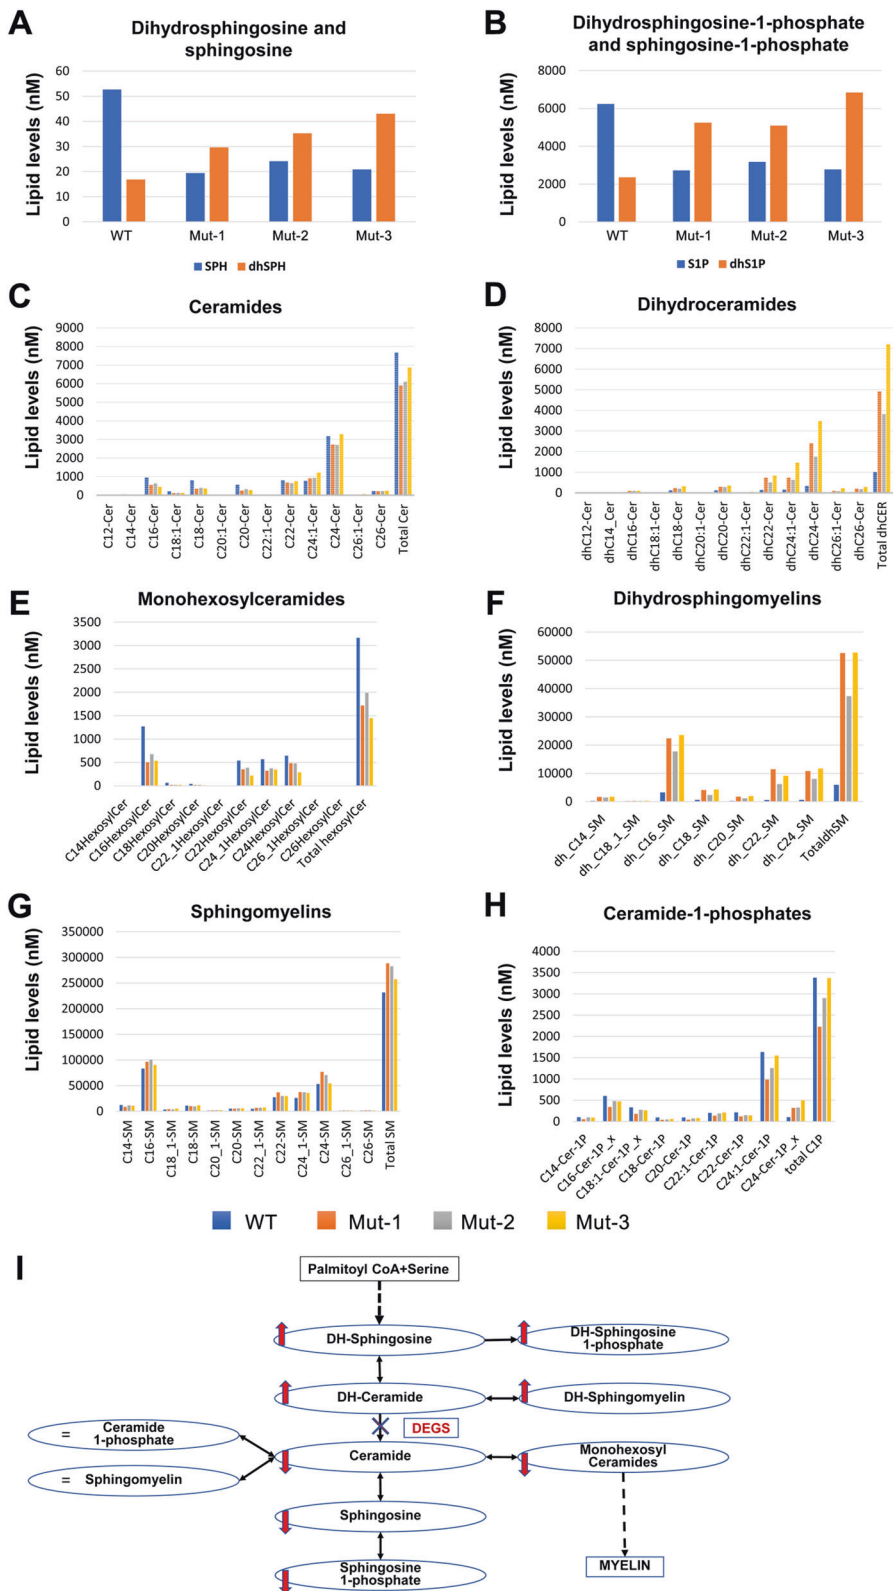 A
Dihydrosphingosine and
sphingosine
Lipid levels (nM)
60
50
40
30
20
10
0
WT Mut-1 Mut-2 Mut-3
SPH dhSPH
B
Dihydrosphingosine-1-phosphate
and sphingosine-1-phosphate
Lipid levels (nM)
8000
6000
4000
2000
0
WT Mut-1 Mut-2 Mut-3
S1P dhS1P
C
Ceramides
Lipid levels (nM)
9000
8000
7000
6000
5000
4000
3000
2000
1000
0
C12-Cer
C14-Cer
C16-Cer
C18:1-Cer
C18-Cer
C20:1-Cer
C20-Cer
C22:1-Cer
C22-Cer
C24:1-Cer
C24-Cer
C26:1-Cer
C26-Cer
Total Cer
D
Dihydroceramides
Lipid levels (nM)
8000
7000
6000
5000
4000
3000
2000
1000
0
dhC12-Cer
dhC14_Cer
dhC16-Cer
dhC18:1-Cer
dhC18-Cer
dhC20:1-Cer
dhC20-Cer
dhC22:1-Cer
dhC22-Cer
dhC24:1-Cer
dhC24-Cer
dhC26:1-Cer
dhC26-Cer
Total dhCER
E
Monohexosylceramides
Lipid levels (nM)
3500
3000
2500
2000
1500
1000
500
0
C14HexosylCer
C16HexosylCer
C18HexosylCer
C20HexosylCer
C22_1HexosylCer
C22HexosylCer
C24_1HexosylCer
C24HexosylCer
C26_1HexosylCer
C26HexosylCer
Total hexosylCer
F
Dihydrosphingomyelins
Lipid levels (nM)
60000
50000
40000
30000
20000
10000
0
dh_C14_SM
dh_C18_1_SM
dh_C16_SM
dh_C18_SM
dh_C20_SM
dh_C22_SM
dh_C24_SM
TotaldhSM
G
Sphingomyelins
Lipid levels (nM)
350000
300000
250000
200000
150000
100000
50000
0
C14-SM
C16-SM
C18_1-SM
C18-SM
C20_1-SM
C20-SM
C22_1-SM
C22-SM
C24_1-SM
C24-SM
C26_1-SM
C26-SM
Total SM
H
Ceramide-1-phosphates
Lipid levels (nM)
4000
3500
3000
2500
2000
1500
1000
500
0
C14-Cer-1P
C16-Cer-1P_X
C18:1-Cer-1P_X
C18-Cer-1P
C20-Cer-1P
C22:1-Cer-1P
C22-Cer-1P
C24:1-Cer-1P
C24-Cer-1P_X
total C1P
WT Mut-1 Mut-2 Mut-3
I
Palmitoyl CoA+Serine
DH-Sphingosine
DH-Sphingosine
1-phosphate
DH-Ceramide
DH-Sphingomyelin
DEGS
= Ceramide
1-phosphate
Ceramide
Monohexosyl
Ceramides
= Sphingomyelin
Sphingosine
Sphingosine
1-phosphate
MYELIN